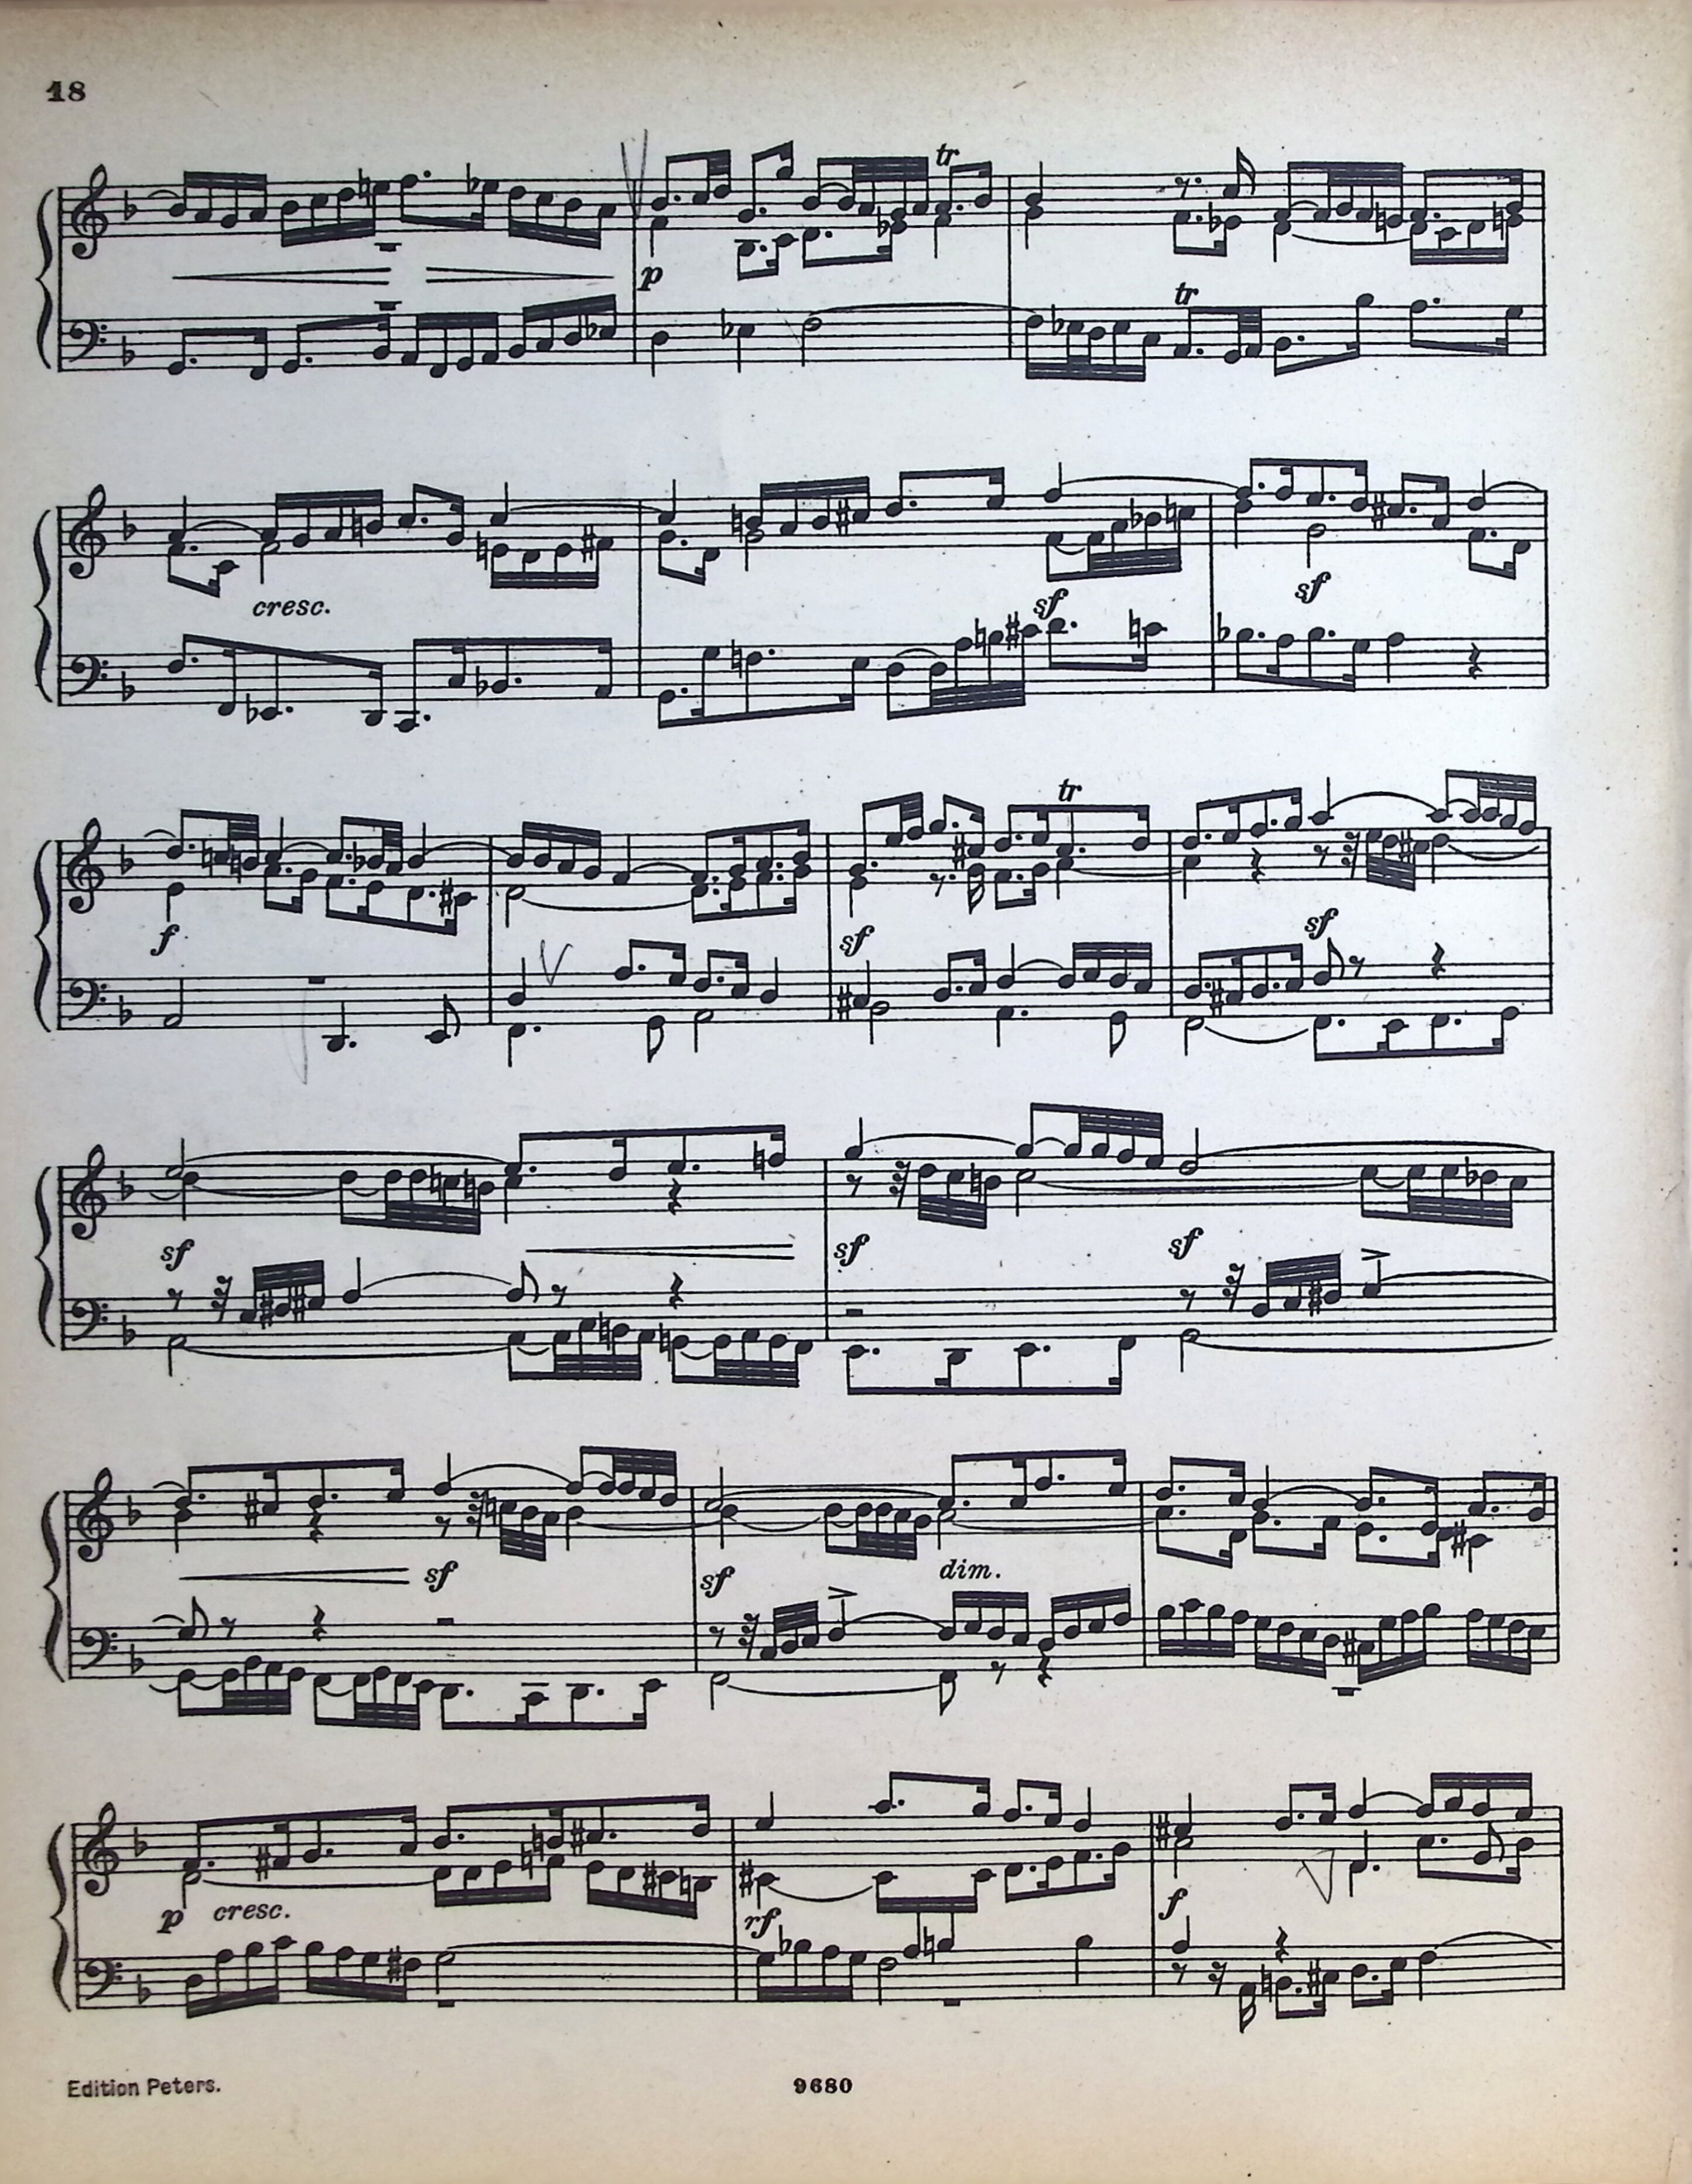 18
tr
p
tr
cresc.
sf
sf
tr
f
sf
sf
sf
sf
sf
sf
sf
dim.
p cresc.
rf
f
Edition Peters.
9680